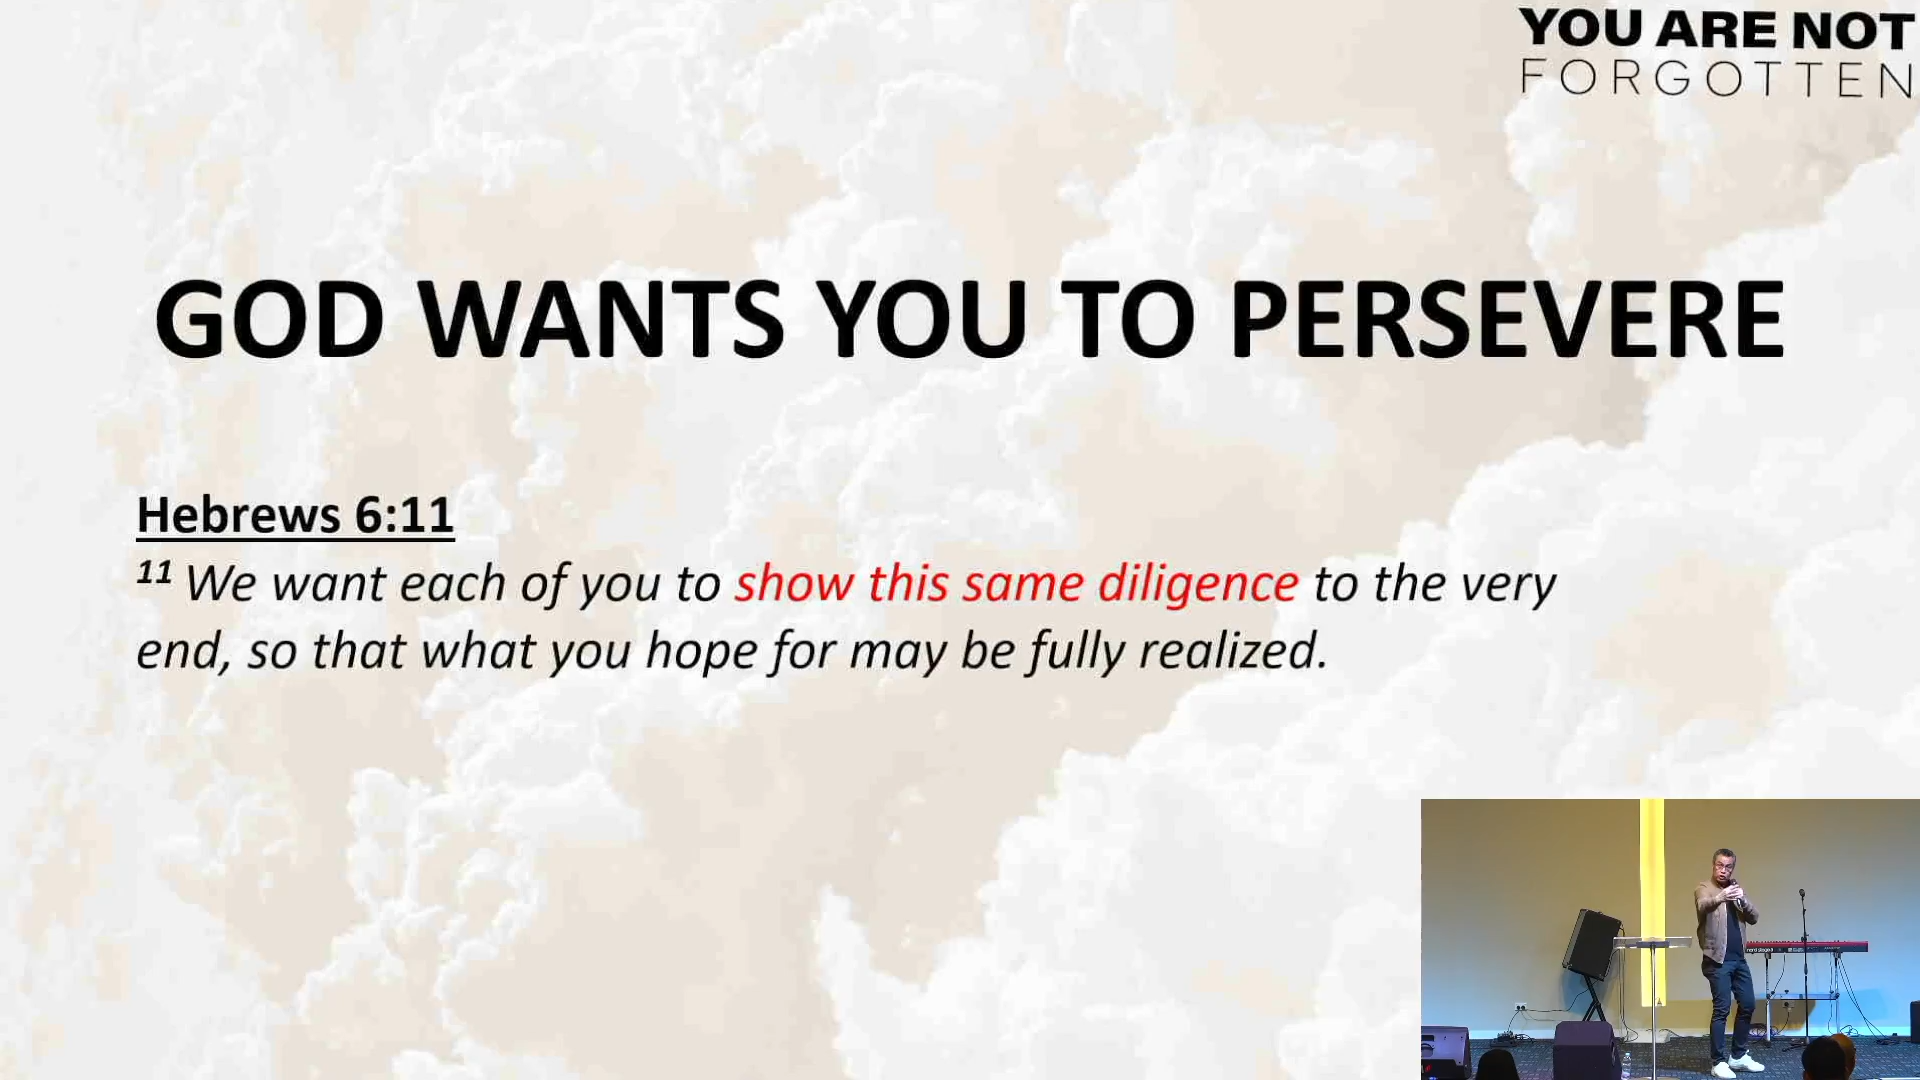 YOU ARE NOT
FORGOTTEN
GOD WANTS YOU TO PERSEVERE
Hebrews 6:11
11 We want each of you to show this same diligence to the very
end, so that what you hope for may be fully realized.